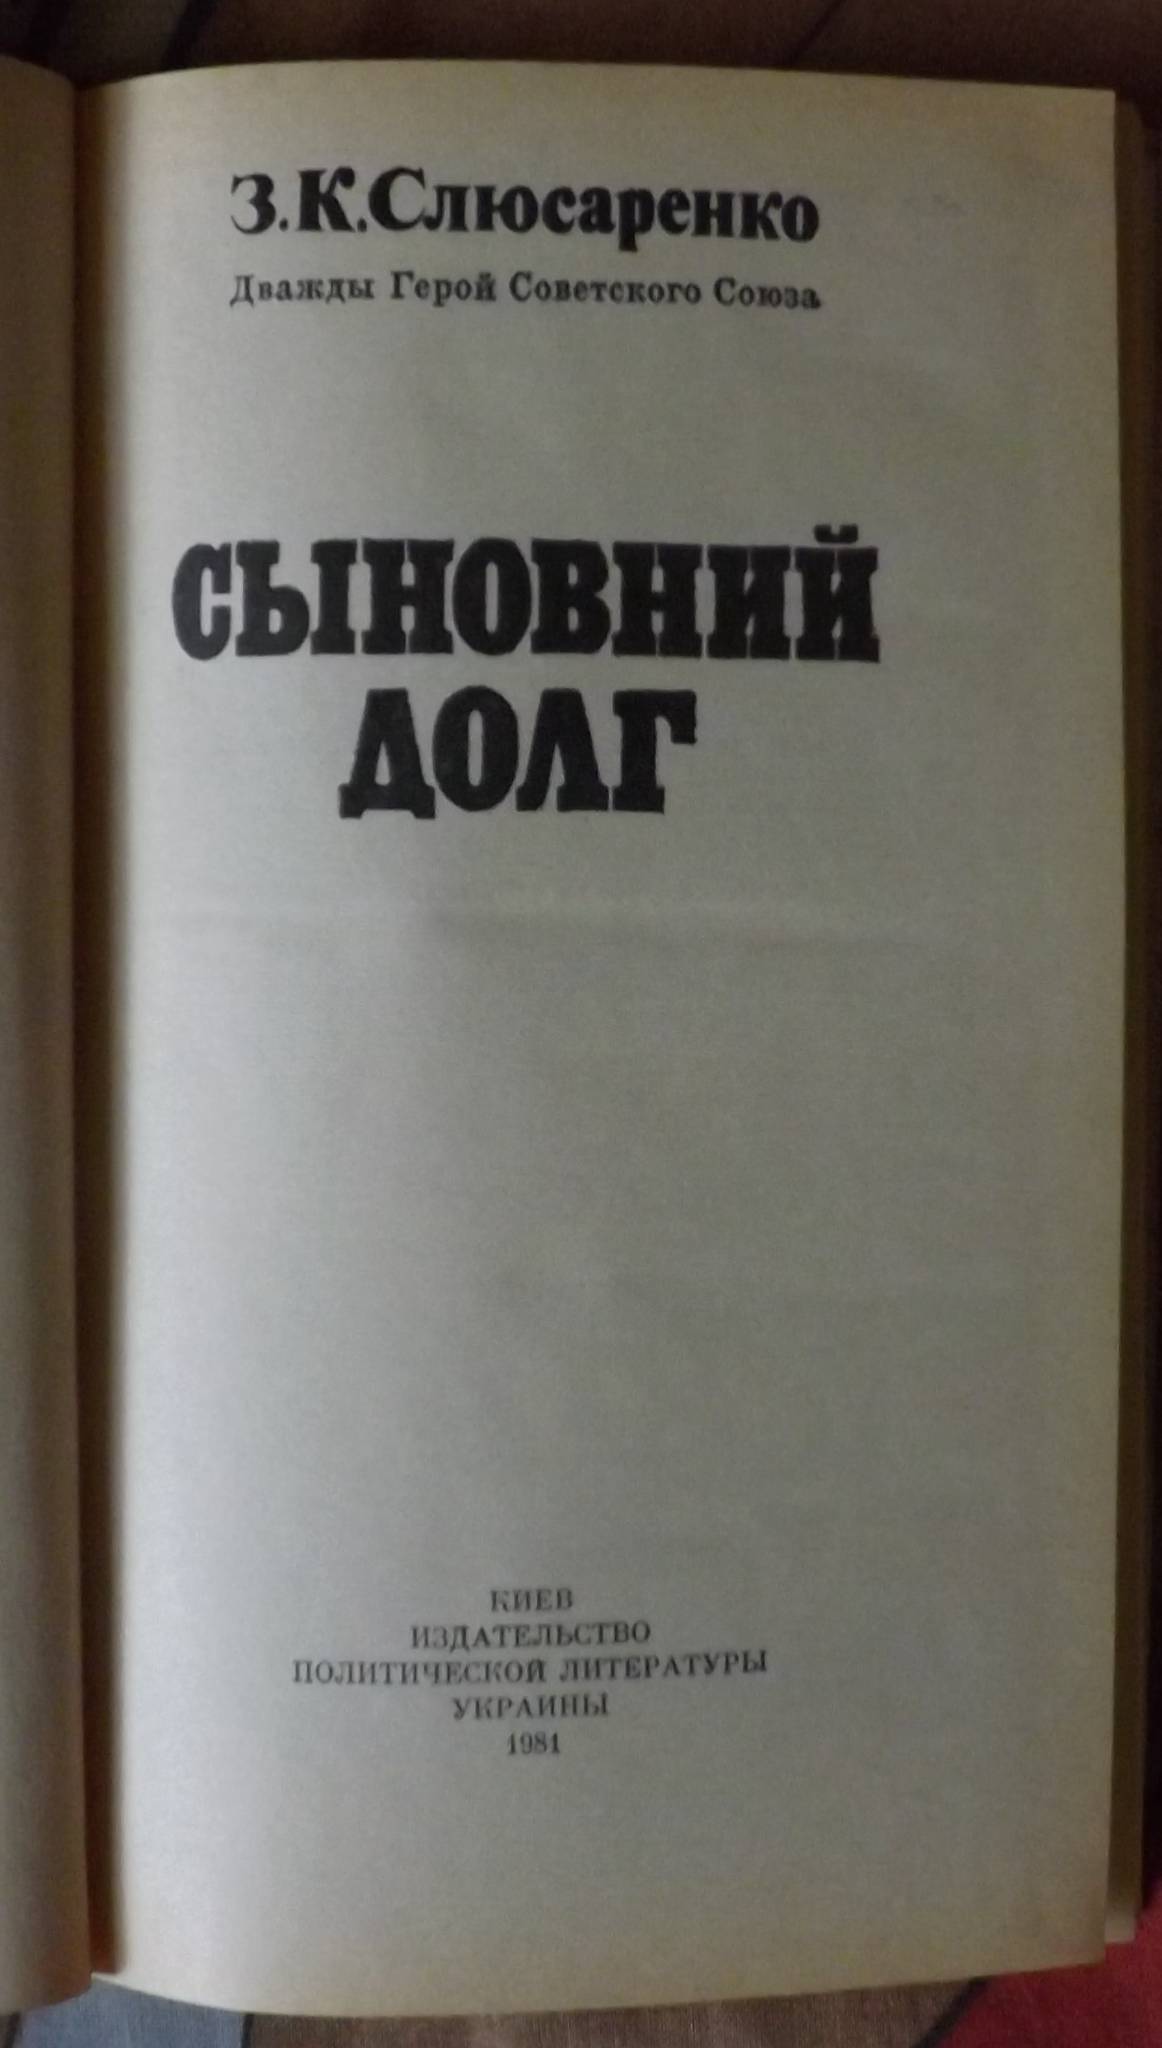 З.К.Слюсаренко
Дважды Герой Советского Союза
СЫНОВНИЙ
ДОЛГ
КИЕВ
ИЗДАТЕЛЬСТВО
ПОЛИТИЧЕСКОЙ ЛИТЕРАТУРЫ
УКРАИНЫ
1981